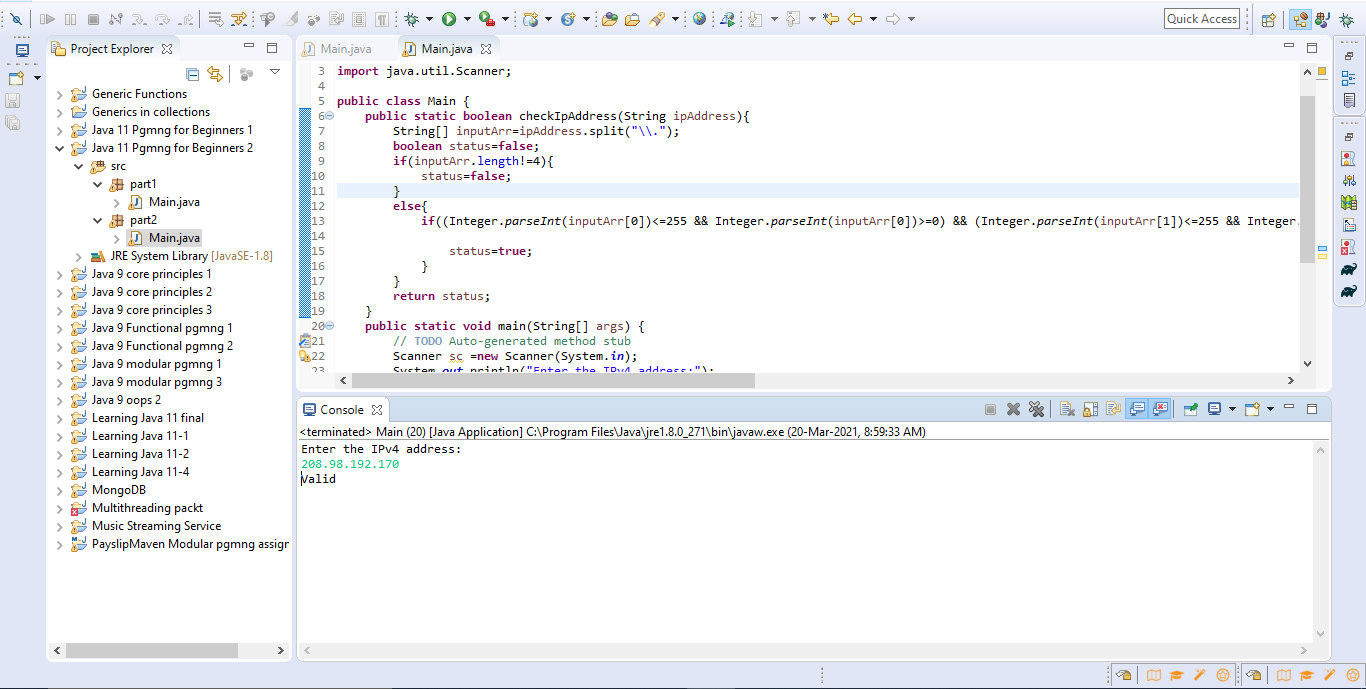 Quick Access
Project Explorer
Generic Functions
Generics in collections
Java 11 Pgmng for Beginners 1
Java 11 Pgmng for Beginners 2
src
part1
Main.java
part2
Main.java
JRE System Library [JavaSE-1.8]
Java 9 core principles 1
Java 9 core principles 2
Java 9 core principles 3
Java 9 Functional pgmng 1
Java 9 Functional pgmng 2
Java 9 modular pgmng 1
Java 9 modular pgmng 3
Java 9 oops 2
Learning Java 11 final
Learning Java 11-1
Learning Java 11-2
Learning Java 11-4
MongoDB
Multithreading packt
Music Streaming Service
PayslipMaven Modular pgmng assigr
Main.java Main.java
3 import java.util.Scanner;
4
5 public class Main {
6 public static boolean checkIpAddress(String ipAddress){
7 String[] inputArr=ipAddress.split("\\.");
8 boolean status=false;
9 if(inputArr.length!=4){
10 status=false;
11 }
12 else{
13 if((Integer.parseInt(inputArr[0])<=255 && Integer.parseInt(inputArr[0])>=0) && (Integer.parseInt(inputArr[1])<=255 && Integer.
14
15 status=true;
16 }
17 }
18 return status;
19 }
20 public static void main(String[] args) {
21 // TODO Auto-generated method stub
22 Scanner sc =new Scanner(System.in);
23 System.out.println("Enter the IPv4 address:");
Console
<terminated> Main (20) [Java Application] C:\Program Files\Java\jre1.8.0_271\bin\javaw.exe (20-Mar-2021, 8:59:33 AM)
Enter the IPv4 address:
208.98.192.170
Valid